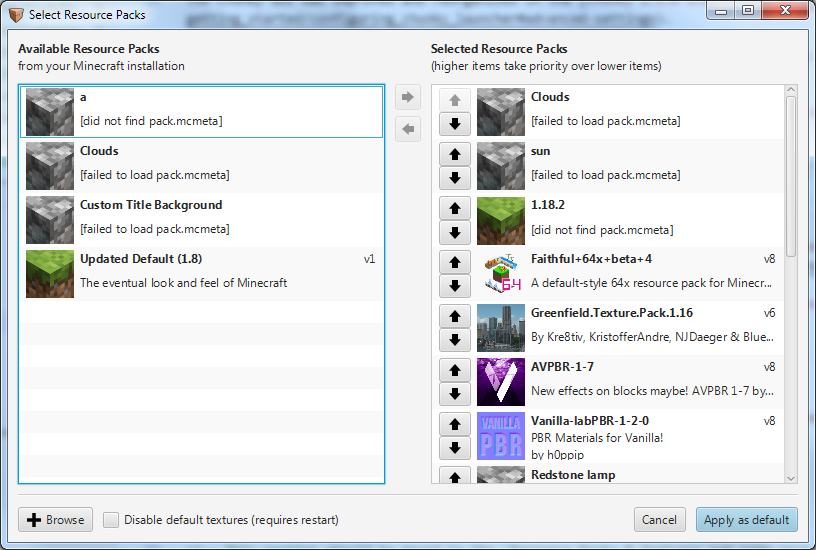 Select Resource Packs
Available Resource Packs
from your Minecraft installation
a
[did not find pack.mcmeta]
Clouds
[failed to load pack.mcmeta]
Custom Title Background
[failed to load pack.mcmeta]
Updated Default (1.8) v1
The eventual look and feel of Minecraft
Selected Resource Packs
(higher items take priority over lower items)
Clouds
[failed to load pack.mcmeta]
sun
[failed to load pack.mcmeta]
1.18.2
[did not find pack.mcmeta]
64
Faithful+64x+beta+4 v8
A default-style 64x resource pack for Minecr...
Greenfield.Texture.Pack.1.16 v6
By Kre8tiv, KristofferAndre, NJDaeger & Blue...
AVPBR-1-7 v8
New effects on blocks maybe! AVPBR 1-7 by...
VANILLA
PBR
Vanilla-labPBR-1-2-0 v8
PBR Materials for Vanilla!
by h0ppip
Redstone lamp
Browse
Disable default textures (requires restart)
Cancel
Apply as default